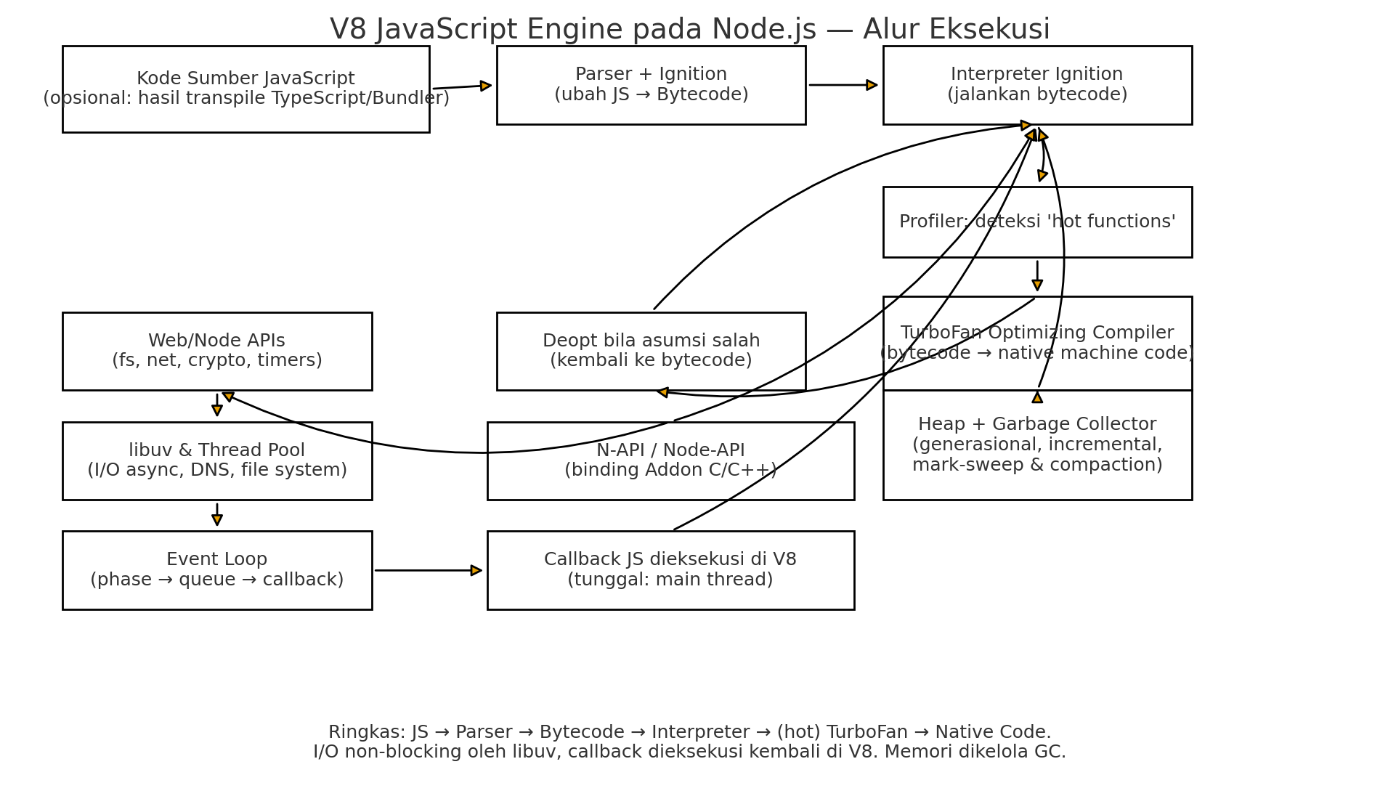 V8 JavaScript Engine pada Node.js — Alur Eksekusi
Kode Sumber JavaScript
(opsional: hasil transpile TypeScript/Bundler)
Parser + Ignition
(ubah JS → Bytecode)
Interpreter Ignition
(jalankan bytecode)
Profiler: deteksi 'hot functions'
Web/Node APIs
(fs, net, crypto, timers)
Deopt bila asumsi salah
(kembali ke bytecode)
TurboFan Optimizing Compiler
(bytecode → native machine code)
libuv & Thread Pool
(I/O async, DNS, file system)
N-API / Node-API
(binding Addon C/C++)
Heap + Garbage Collector
(generasional, incremental,
mark-sweep & compaction)
Event Loop
(phase → queue → callback)
Callback JS dieksekusi di V8
(tunggal: main thread)
Ringkas: JS → Parser → Bytecode → Interpreter → (hot) TurboFan → Native Code.
I/O non-blocking oleh libuv, callback dieksekusi kembali di V8. Memori dikelola GC.